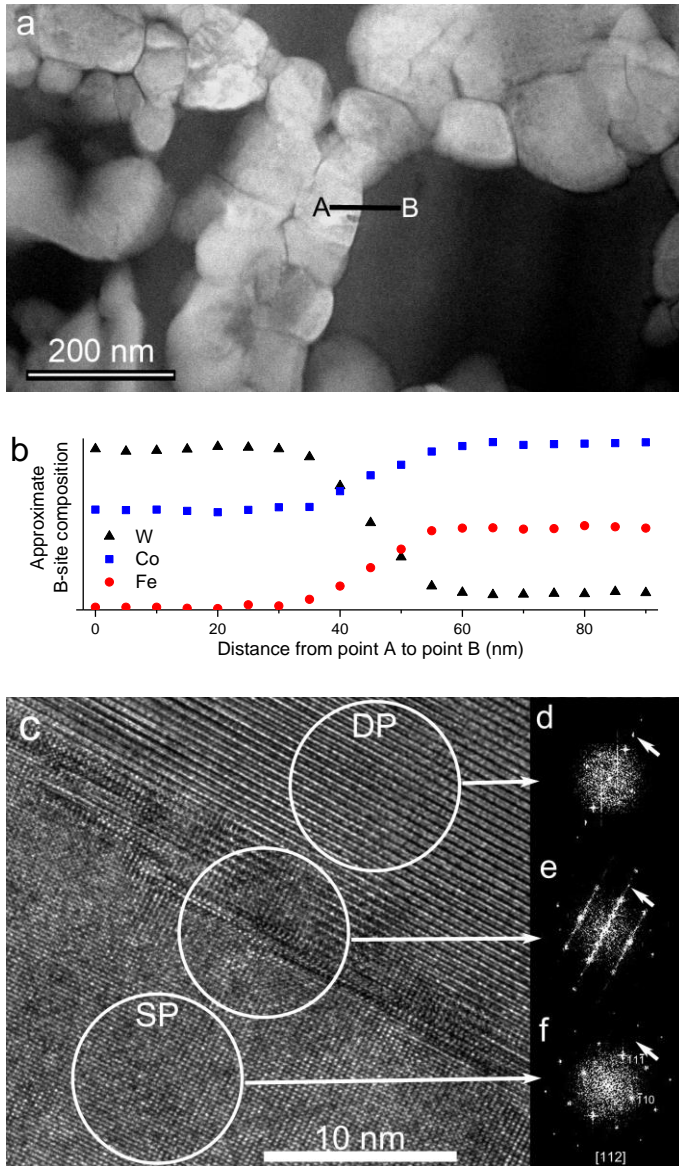 a
A B
200 nm
b
Approximate
B-site composition
W
Co
Fe
0 20 40 60 80
Distance from point A to point B (nm)
c
DP
d
e
SP
f
111
110
10 nm
[112]